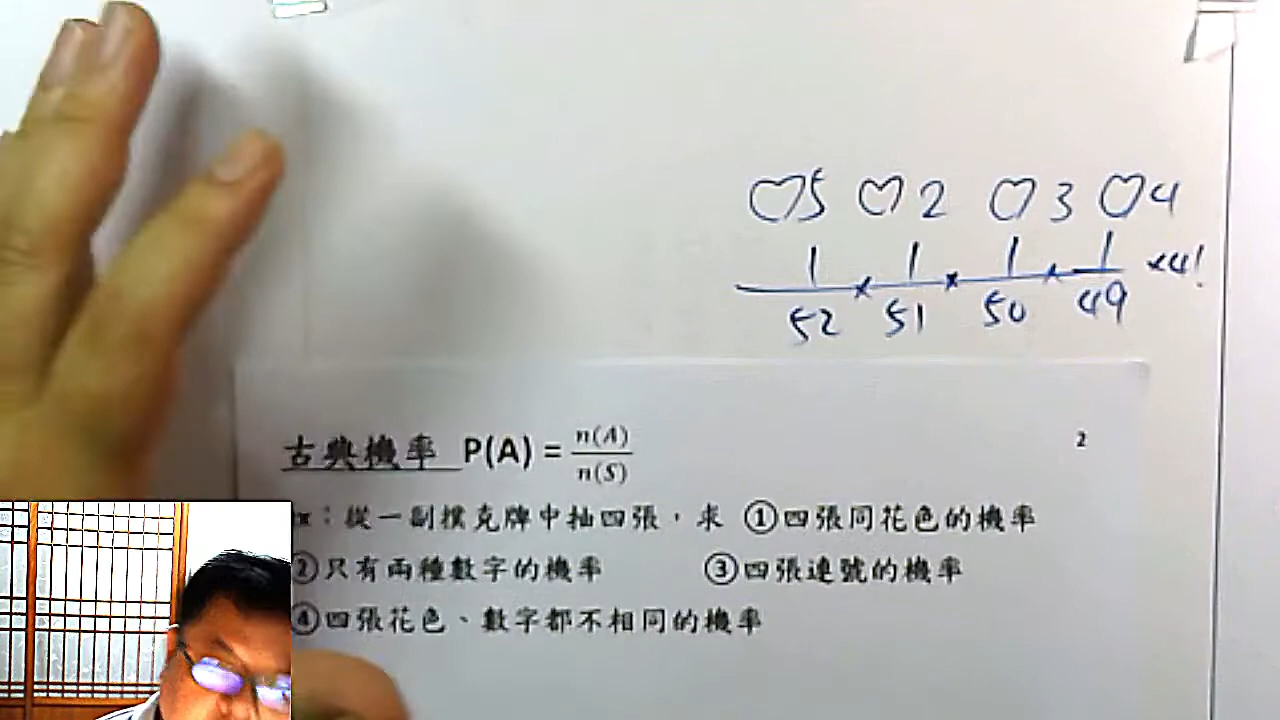 ♡5 ♡2 ♡3 ♡4
1/52 × 1/51 × 1/50 × 1/49 ×4!
古典機率 P(A) = n(A)/n(S)
2
:從一副撲克牌中抽四張,求 ①四張同花色的機率
②只有兩種數字的機率 ③四張連號的機率
④四張花色、數字都不相同的機率